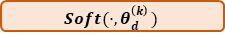 Soft(·, θ_d^(k))